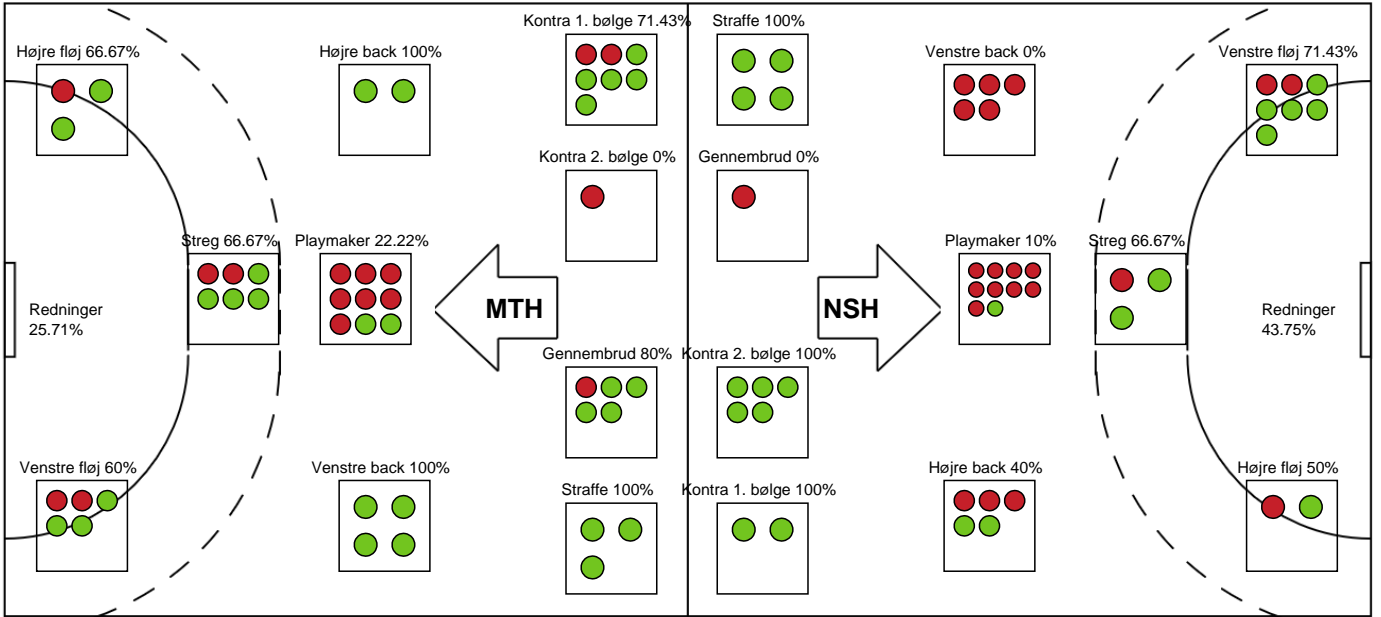 Kontra 1. bølge 71.43%
Straffe 100%
Højre fløj 66.67%
Højre back 100%
Venstre back 0%
Venstre fløj 71.43%
Kontra 2. bølge 0%
Gennembrud 0%
Streg 66.67%
Playmaker 22.22%
Playmaker 10%
Streg 66.67%
Redninger
25.71%
MTH
NSH
Redninger
43.75%
Gennembrud 80%
Kontra 2. bølge 100%
Venstre fløj 60%
Venstre back 100%
Højre back 40%
Højre fløj 50%
Straffe 100%
Kontra 1. bølge 100%